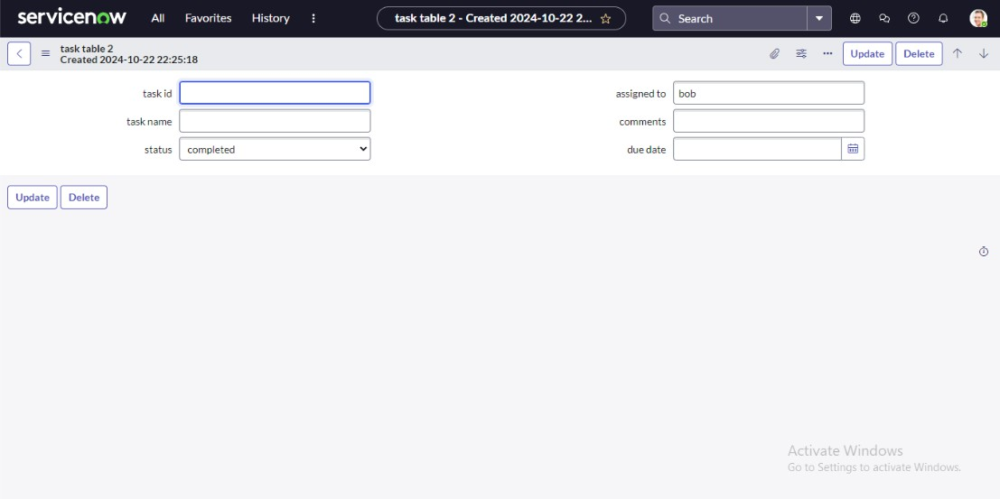 servicenow All Favorites History task table 2 - Created 2024-10-22 2... Search
task table 2
Created 2024-10-22 22:25:18
Update Delete
task id
assigned to bob
task name
comments
status completed
due date
Update Delete
Activate Windows
Go to Settings to activate Windows.